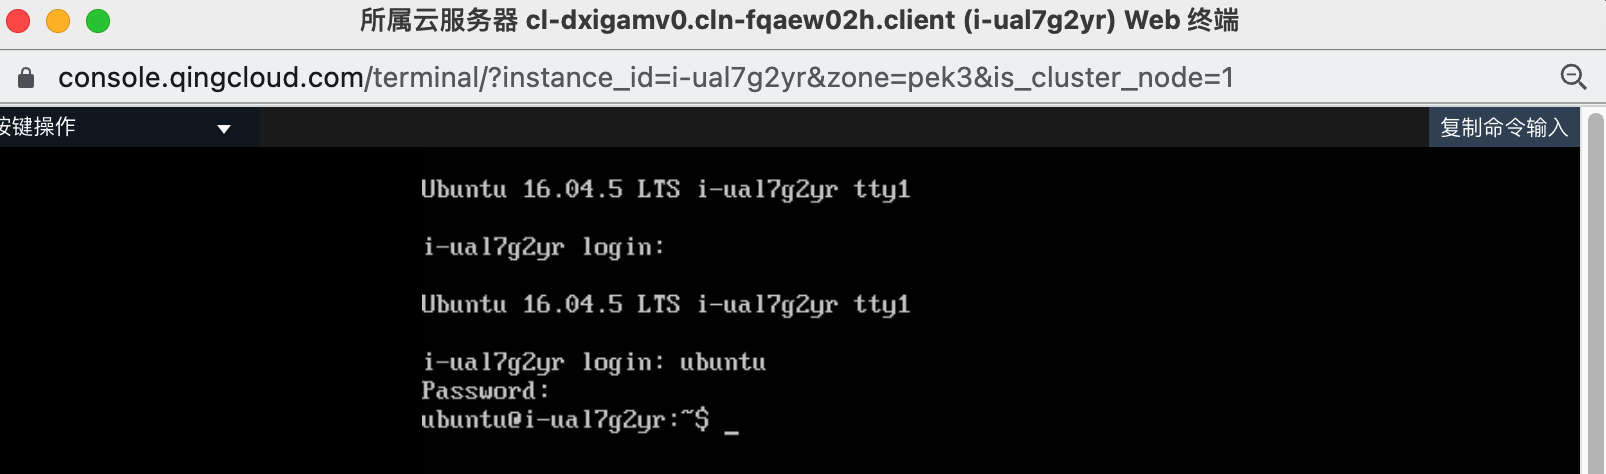 所属云服务器 cl-dxigamv0.cln-fqaew02h.client (i-ual7g2yr) Web 终端
console.qingcloud.com/terminal/?instance_id=i-ual7g2yr&zone=pek3&is_cluster_node=1
按键操作 复制命令输入
Ubuntu 16.04.5 LTS i-ual7g2yr tty1
i-ual7g2yr login:
Ubuntu 16.04.5 LTS i-ual7g2yr tty1
i-ual7g2yr login: ubuntu
Password:
ubuntu@i-ual7g2yr:~$ _